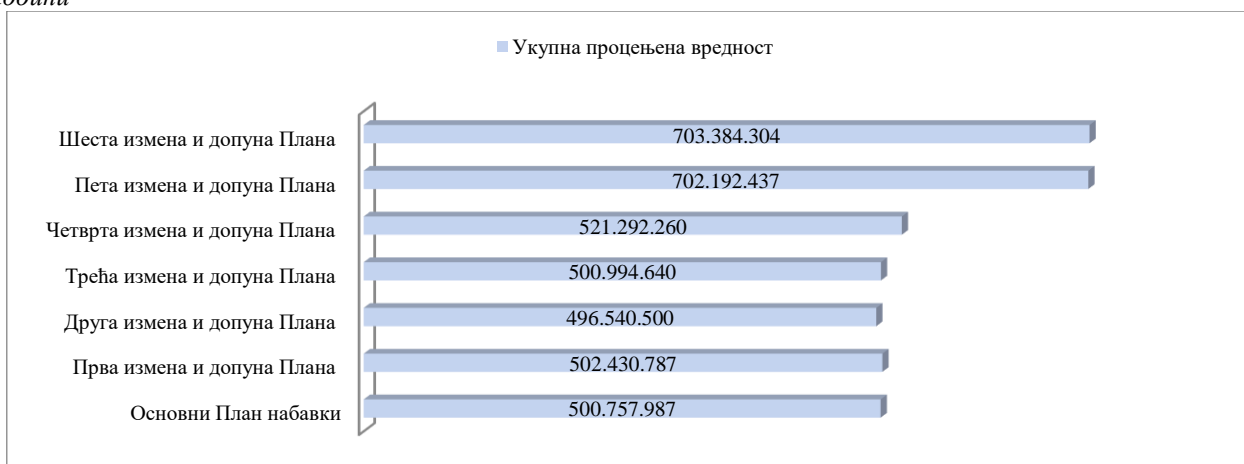 години
Укупна процењена вредност
Шеста измена и допуна Плана 703.384.304
Пета измена и допуна Плана 702.192.437
Четврта измена и допуна Плана 521.292.260
Трећа измена и допуна Плана 500.994.640
Друга измена и допуна Плана 496.540.500
Прва измена и допуна Плана 502.430.787
Основни План набавки 500.757.987